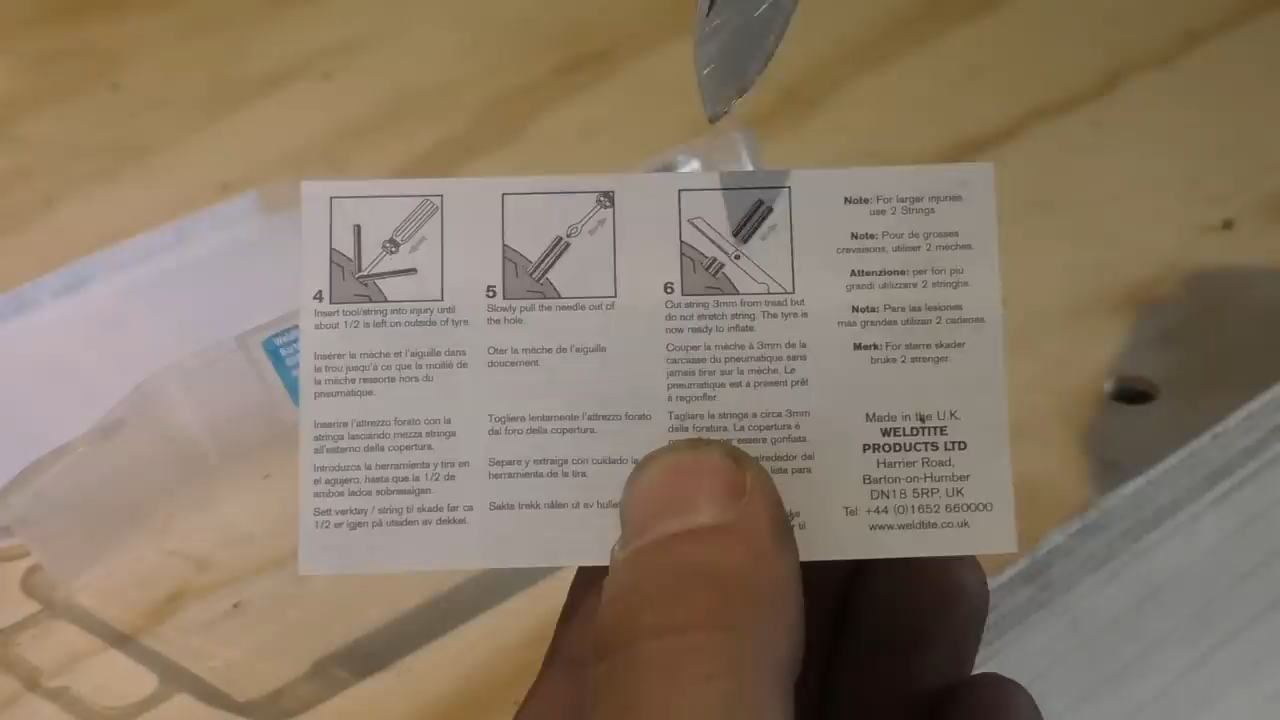 4
Insert tool/string into injury until
about 1/2 is left on outside of tyre.
Insérer la mèche et l'aiguille dans
le trou jusqu'à ce que la moitié de
la mèche ressorte hors du
pneumatique.
Inserire l'attrezzo forato con la
stringa lasciando mezza stringa
all'esterno della copertura.
Introduzca la herramienta y tira en
el agujero, hasta que la 1/2 de
ambos lados sobresalgan.
Sett verktøy / string til skade før ca
1/2 er igjen på utsiden av dekket.
5
Slowly pull the needle out of
the hole.
Oter la mèche de l'aiguille
doucement.
Togliere lentamente l'attrezzo forato
dal foro della copertura.
Separe y extraiga con cuidado la
herramienta de la tira.
Sakte trekk nålen ut av hullet
6
Cut string 3mm from tread but
do not stretch string. The tyre is
now ready to inflate.
Couper la mèche à 3mm de la
carcasse du pneumatique sans
jamais tirer sur la mèche. Le
pneumatique est à présent prêt
à regonfler.
Tagliare la stringa a circa 3mm
dalla foratura. La copertura è
essere gonfiata.
alrededor del
lista para
Note: For larger injuries
use 2 Strings
Note: Pour de grosses
crevaisons, utiliser 2 mèches.
Attenzione: per fori piu
grandi utilizzare 2 stringhe.
Nota: Para las lesiones
mas grandes utilizan 2 cadenas.
Merk: For større skader
bruke 2 strenger.
Made in the U.K.
WELDTITE
PRODUCTS LTD
Harrier Road,
Barton-on-Humber
DN18 5RP, UK
Tel: +44 (0)1652 660000
www.weldtite.co.uk